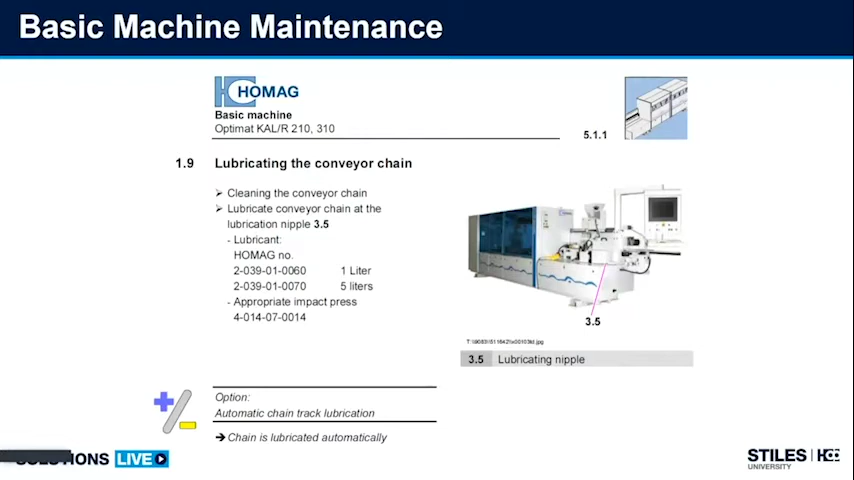 Basic Machine Maintenance
HOMAG
Basic machine
Optimat KAL/R 210, 310
5.1.1
1.9 Lubricating the conveyor chain
➢ Cleaning the conveyor chain
➢ Lubricate conveyor chain at the
lubrication nipple 3.5
- Lubricant:
HOMAG no.
2-039-01-0060 1 Liter
2-039-01-0070 5 liters
- Appropriate impact press
4-014-07-0014
HOMAG
3.5
3.5 Lubricating nipple
Option:
Automatic chain track lubrication
➔ Chain is lubricated automatically
SOLUTIONS LIVE
STILES
UNIVERSITY